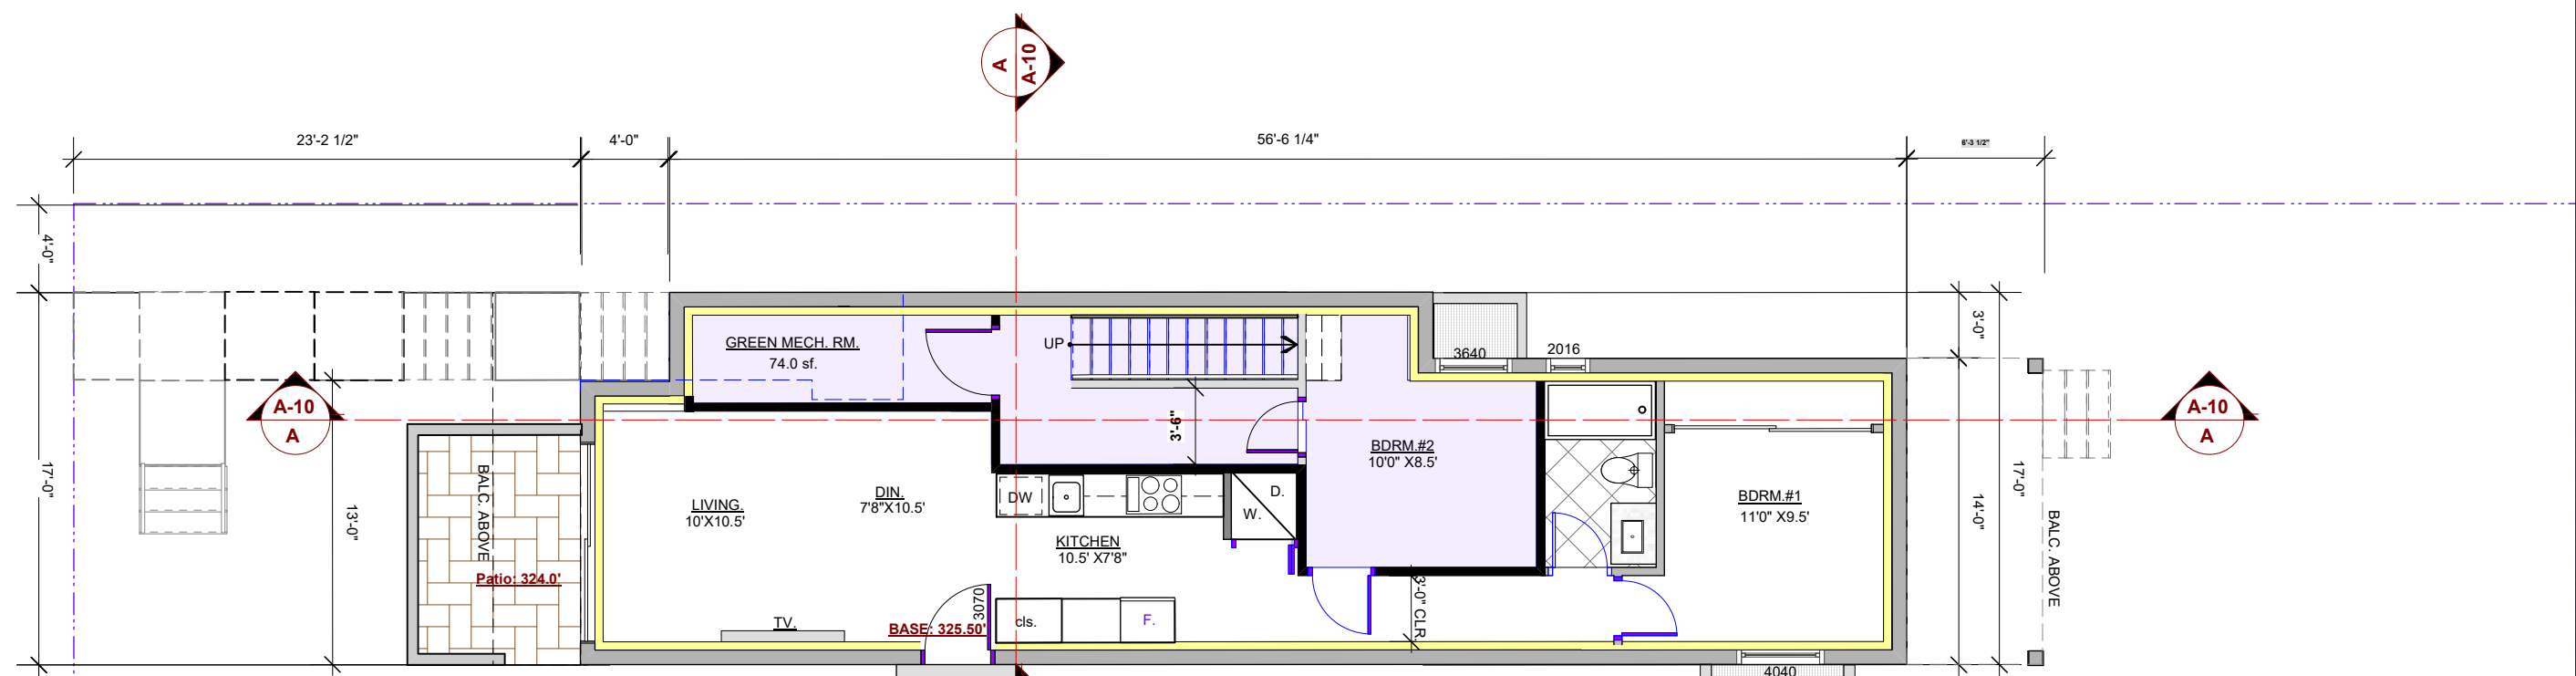 A
A-10
23'-2 1/2"
4'-0"
56'-6 1/4"
6'-3 1/2"
4'-0"
GREEN MECH. RM.
74.0 sf.
UP
3640
2016
3'-0"
A-10
A
3'-6"
BDRM.#2
10'0" X8.5'
A-10
A
17'-0"
13'-0"
BALC. ABOVE
Patio: 324.0'
LIVING.
10'X10.5'
DIN.
7'8"X10.5'
DW
D.
W.
KITCHEN
10.5' X7'8"
BDRM.#1
11'0" X9.5'
14'-0"
17'-0"
BALC. ABOVE
TV.
BASE: 325.50'
3070
cls.
F.
3'-0" CLR.
4040